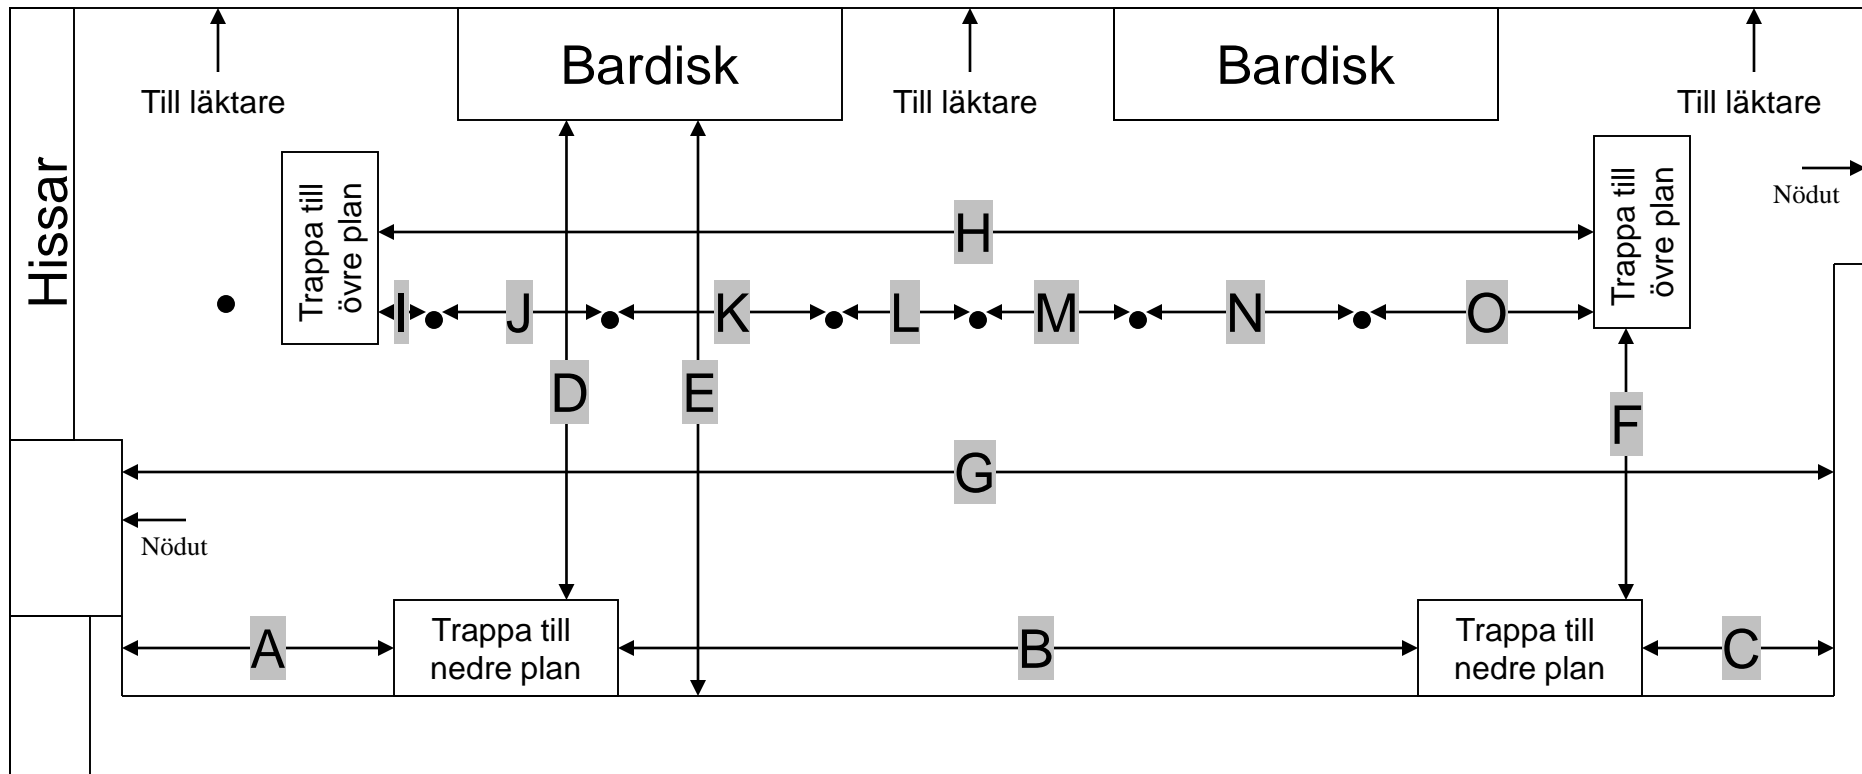 Bardisk
Bardisk
Till läktare
Till läktare
Till läktare
Hissar
Trappa till
övre plan
Trappa till
övre plan
Nödut
H
I
J
K
L
M
N
O
D
E
F
G
Nödut
A
Trappa till
nedre plan
B
Trappa till
nedre plan
C